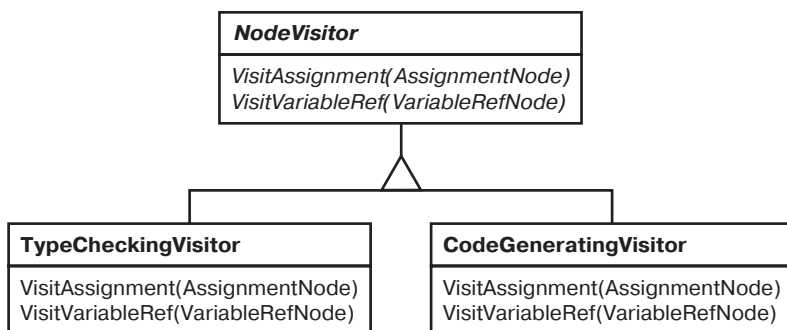 NodeVisitor
VisitAssignment(AssignmentNode)
VisitVariableRef(VariableRefNode)
TypeCheckingVisitor
VisitAssignment(AssignmentNode)
VisitVariableRef(VariableRefNode)
CodeGeneratingVisitor
VisitAssignment(AssignmentNode)
VisitVariableRef(VariableRefNode)